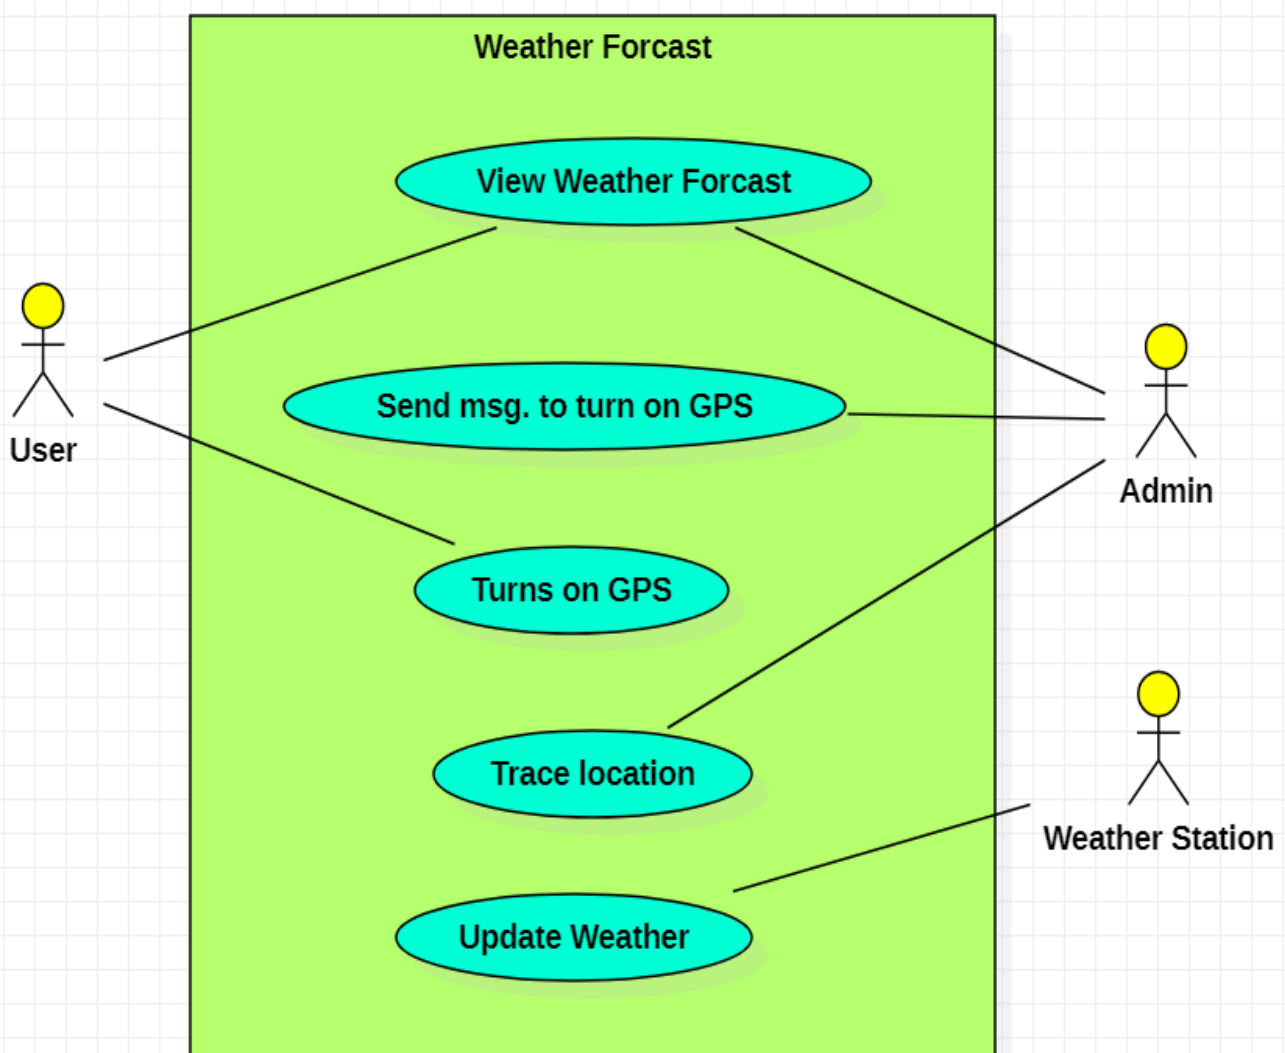 Weather Forcast
View Weather Forcast
Send msg. to turn on GPS
User
Admin
Turns on GPS
Trace location
Weather Station
Update Weather